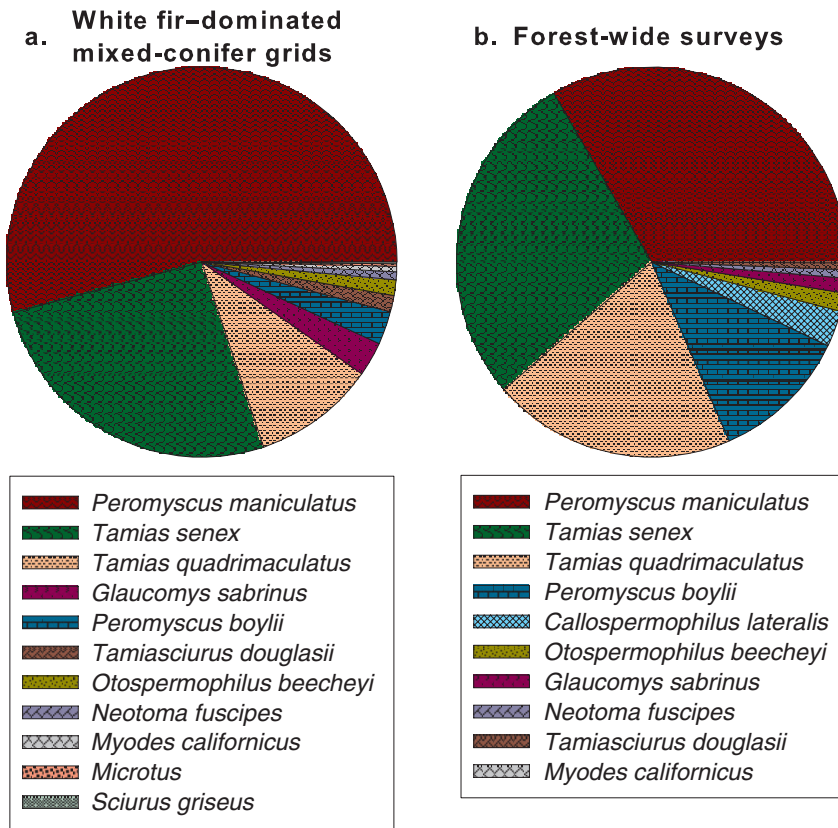 a. White fir–dominated
mixed-conifer grids
Peromyscus maniculatus
Tamias senex
Tamias quadrimaculatus
Glaucomys sabrinus
Peromyscus boylii
Tamiasciurus douglasii
Otospermophilus beecheyi
Neotoma fuscipes
Myodes californicus
Microtus
Sciurus griseus
b. Forest-wide surveys
Peromyscus maniculatus
Tamias senex
Tamias quadrimaculatus
Peromyscus boylii
Callospermophilus lateralis
Otospermophilus beecheyi
Glaucomys sabrinus
Neotoma fuscipes
Tamiasciurus douglasii
Myodes californicus